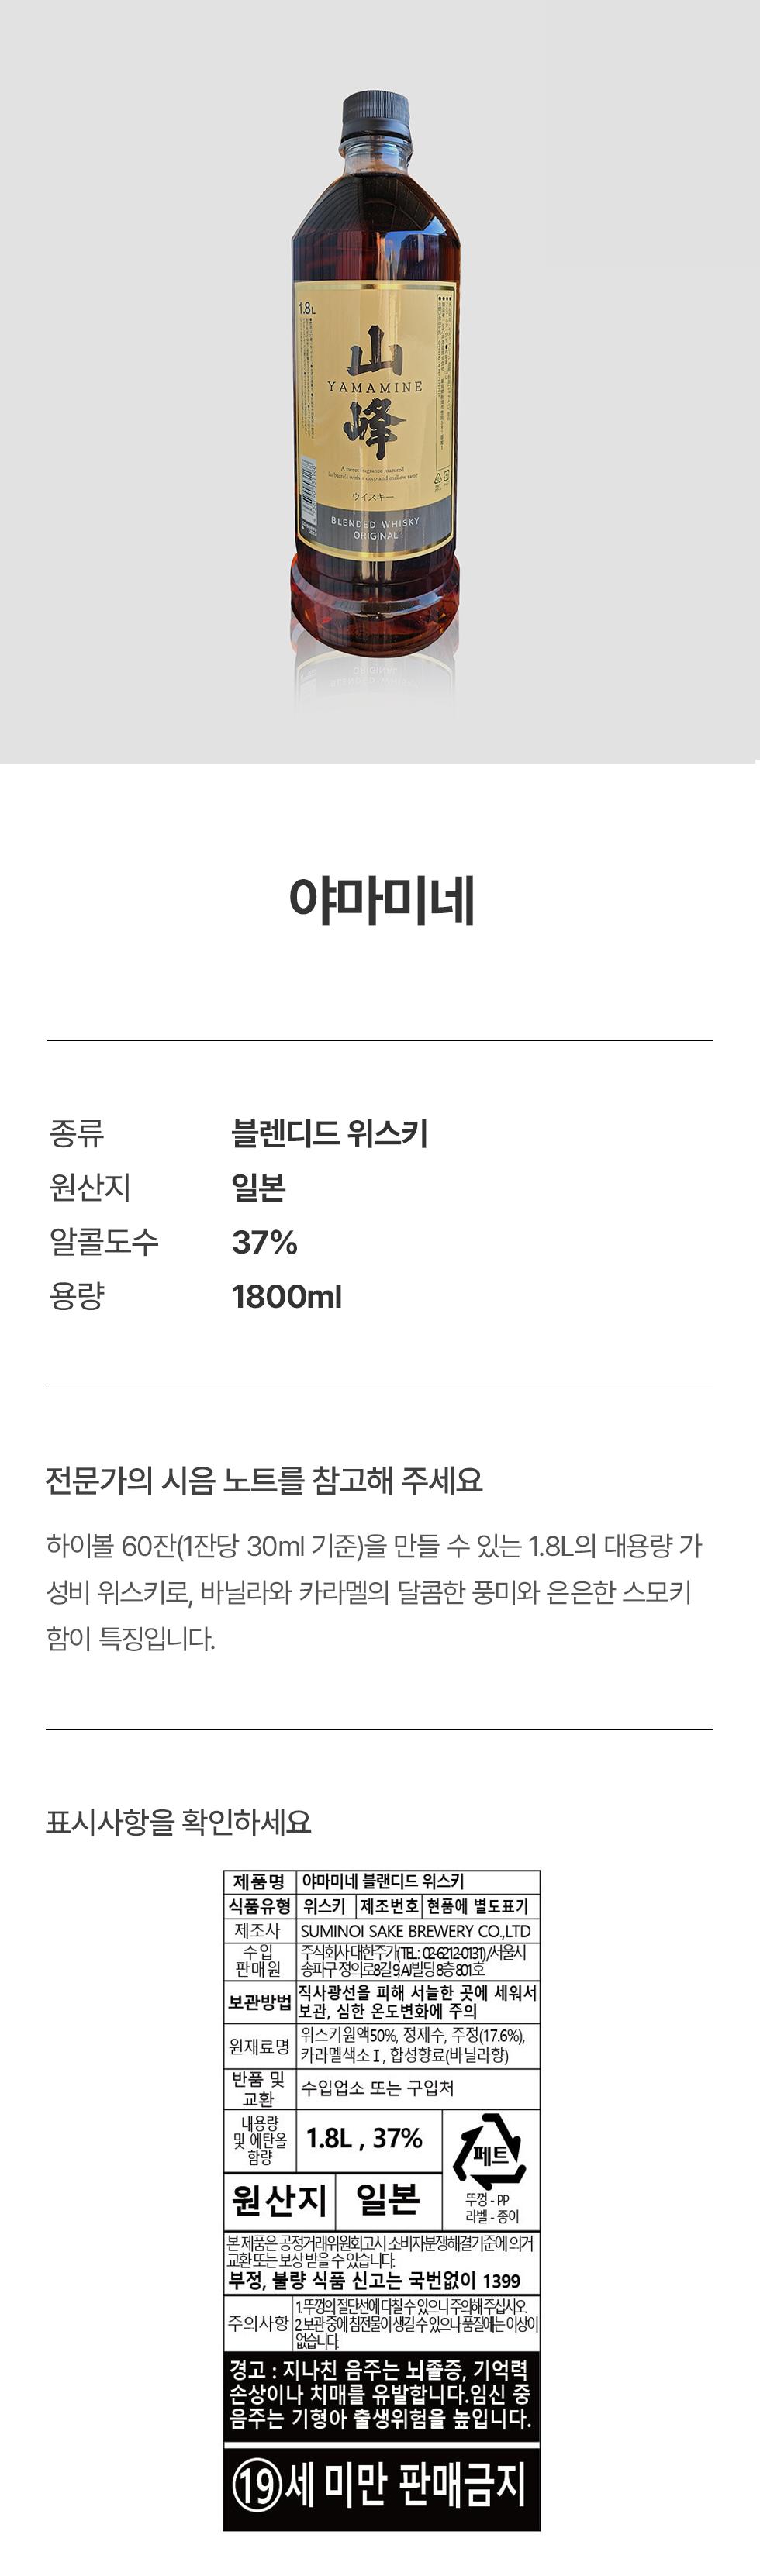 1.8L
山
YAMAMINE
峰
A sweet fragrance matured
in barrels with a deep and mellow taste
ウイスキー
BLENDED WHISKY
ORIGINAL
야마미네
종류 블렌디드 위스키
원산지 일본
알콜도수 37%
용량 1800ml
전문가의 시음 노트를 참고해 주세요
하이볼 60잔(1잔당 30ml 기준)을 만들 수 있는 1.8L의 대용량 가
성비 위스키로, 바닐라와 카라멜의 달콤한 풍미와 은은한 스모키
함이 특징입니다.
표시사항을 확인하세요
제품명 야마미네 블랜디드 위스키
식품유형 위스키 제조번호 현품에 별도표기
제조사 SUMINOI SAKE BREWERY CO.,LTD
수입
판매원
주식회사 대한주가(TEL: 02-6212-0131)/서울시
송파구 정의로8길 9,AJ빌딩 8층 801호
보관방법
직사광선을 피해 서늘한 곳에 세워서
보관, 심한 온도변화에 주의
원재료명
위스키원액50%, 정제수, 주정(17.6%),
카라멜색소Ⅰ, 합성향료(바닐라향)
반품 및
교환
수입업소 또는 구입처
내용량
및 에탄올
함량
1.8L , 37%
페트
뚜껑 - PP
라벨 - 종이
원산지 일본
본 제품은 공정거래위원회고시 소비자분쟁해결기준에 의거
교환 또는 보상 받을 수 있습니다.
부정, 불량 식품 신고는 국번없이 1399
주의사항
1.뚜껑의 절단선에 다칠 수 있으니 주의해 주십시오.
2.보관 중에 침전물이 생길 수 있으나 품질에는 이상이
없습니다.
경고 : 지나친 음주는 뇌졸중, 기억력
손상이나 치매를 유발합니다.임신 중
음주는 기형아 출생위험을 높입니다.
19세 미만 판매금지